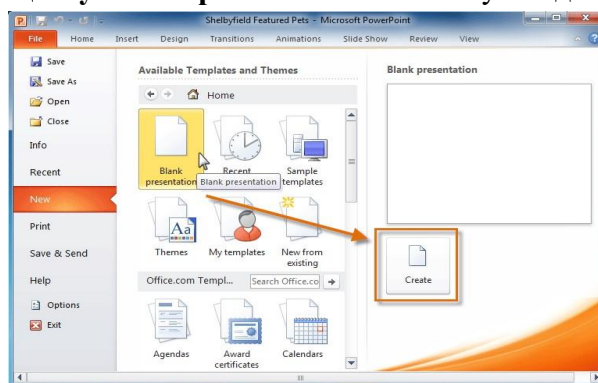 Shelbyfield Featured Pets - Microsoft PowerPoint
File Home Insert Design Transitions Animations Slide Show Review View
Save
Save As
Open
Close
Info
Recent
New
Print
Save & Send
Help
Options
Exit
Available Templates and Themes
Home
Blank presentation
Recent
Sample templates
Blank presentation
Themes
My templates
New from existing
Office.com Templ...
Search Office.co
Agendas
Award certificates
Calendars
Blank presentation
Create